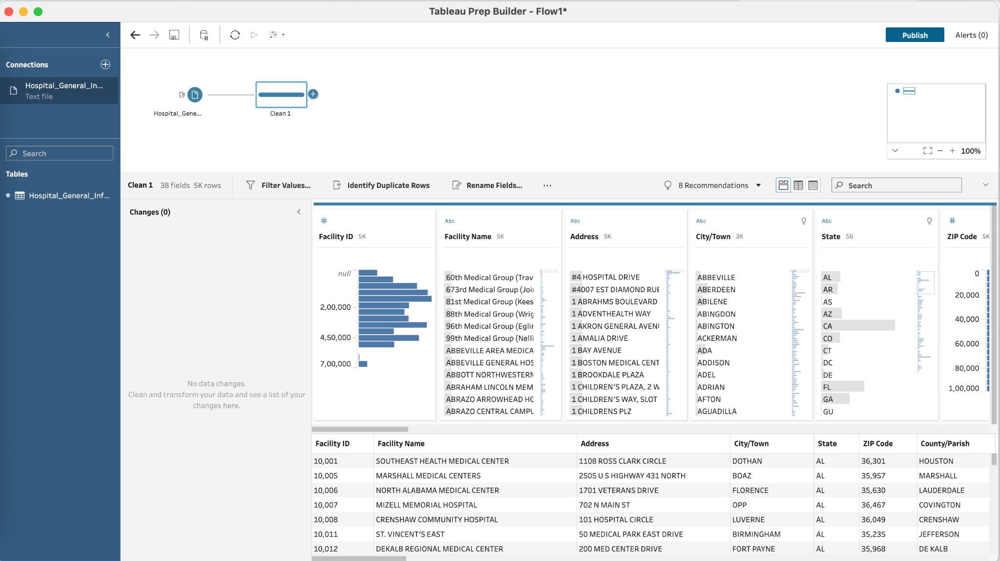 Tableau Prep Builder - Flow1*
Publish
Alerts (0)
Connections
Hospital_General_In...
Text file
Search
Tables
Hospital_General_Inf...
Hospital_Gene...
Clean 1
100%
Clean 1 38 fields 5K rows
Filter Values...
Identify Duplicate Rows
Rename Fields...
8 Recommendations
Search
Changes (0)
No data changes.
Clean and transform your data and see a list of your
changes here.
#
Facility ID 5K
null
2,00,000
4,50,000
7,00,000
Abc
Facility Name 5K
60th Medical Group (Trav
673rd Medical Group (Joi
81st Medical Group (Kees
88th Medical Group (Wrig
96th Medical Group (Eglin
99th Medical Group (Nelli
ABBEVILLE AREA MEDICA
ABBEVILLE GENERAL HOS
ABBOTT NORTHWESTERN
ABRAHAM LINCOLN MEM
ABRAZO ARROWHEAD HO
ABRAZO CENTRAL CAMPU
Abc
Address 5K
#4 HOSPITAL DRIVE
#4007 EST DIAMOND RUE
1 ABRAHMS BOULEVARD
1 ADVENTHEALTH WAY
1 AKRON GENERAL AVENU
1 AMALIA DRIVE
1 BAY AVENUE
1 BOSTON MEDICAL CENT
1 BROOKDALE PLAZA
1 CHILDREN'S PLAZA, 2 W
1 CHILDREN'S WAY, SLOT
1 CHILDRENS PLZ
Abc
City/Town 3K
ABBEVILLE
ABERDEEN
ABILENE
ABINGDON
ABINGTON
ACKERMAN
ADA
ADDISON
ADEL
ADRIAN
AFTON
AGUADILLA
Abc
State 56
AL
AR
AS
AZ
CA
CO
CT
DC
DE
FL
GA
GU
#
ZIP Code 5K
0
20,000
40,000
60,000
80,000
1,00,000
Facility ID Facility Name Address City/Town State ZIP Code County/Parish
10,001 SOUTHEAST HEALTH MEDICAL CENTER 1108 ROSS CLARK CIRCLE DOTHAN AL 36,301 HOUSTON
10,005 MARSHALL MEDICAL CENTERS 2505 U S HIGHWAY 431 NORTH BOAZ AL 35,957 MARSHALL
10,006 NORTH ALABAMA MEDICAL CENTER 1701 VETERANS DRIVE FLORENCE AL 35,630 LAUDERDALE
10,007 MIZELL MEMORIAL HOSPITAL 702 N MAIN ST OPP AL 36,467 COVINGTON
10,008 CRENSHAW COMMUNITY HOSPITAL 101 HOSPITAL CIRCLE LUVERNE AL 36,049 CRENSHAW
10,011 ST. VINCENT'S EAST 50 MEDICAL PARK EAST DRIVE BIRMINGHAM AL 35,235 JEFFERSON
10,012 DEKALB REGIONAL MEDICAL CENTER 200 MED CENTER DRIVE FORT PAYNE AL 35,968 DE KALB